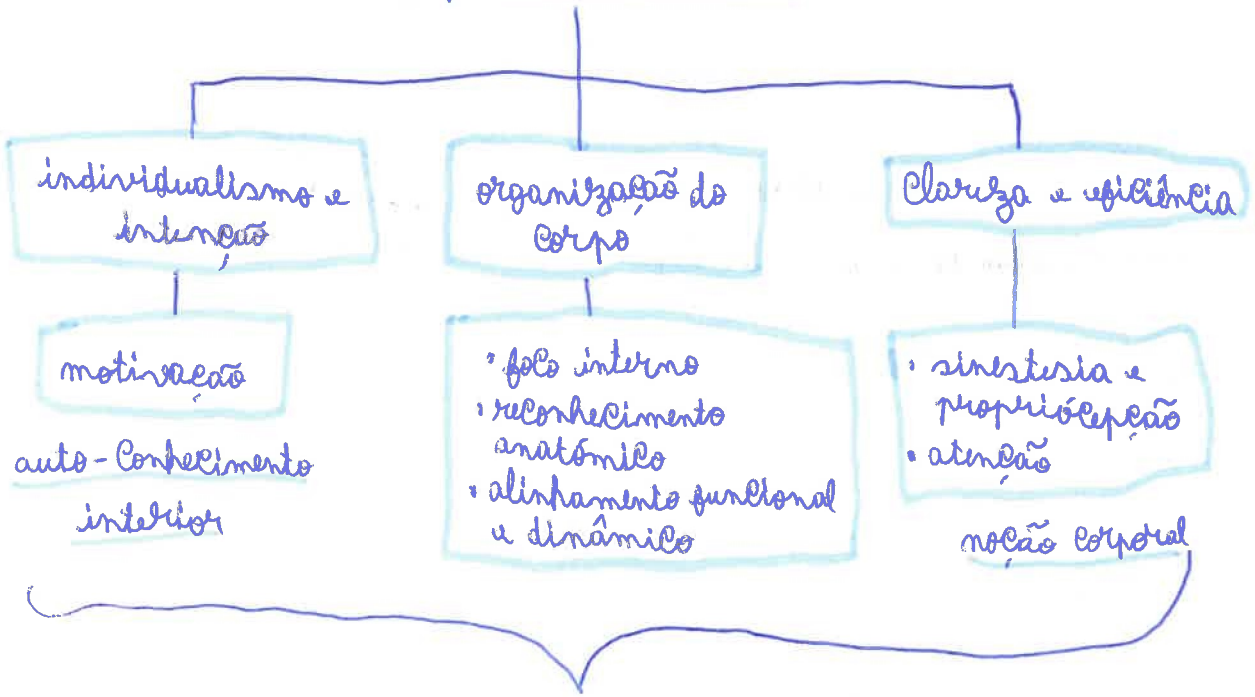 individualismo e
intenção
organização do
corpo
Clareza e eficiência
motivação
auto-Conhecimento
interior
• foco interno
• reconhecimento
anatómico
• alinhamento funcional
e dinâmico
• sinestesia e
propriócepção
• atenção
noção corporal